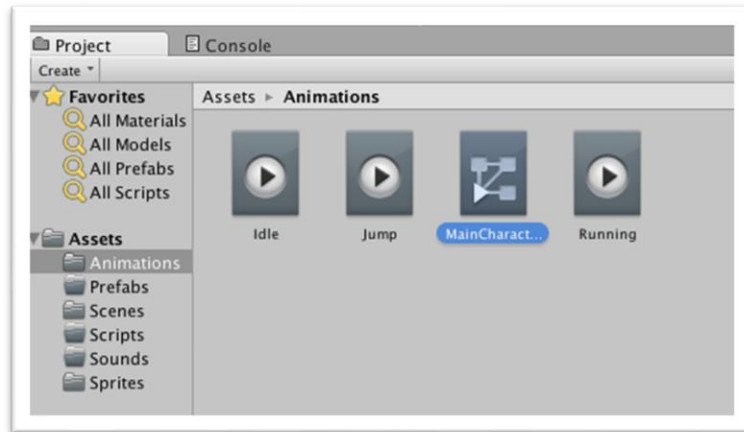 Project
Console
Create
Favorites
All Materials
All Models
All Prefabs
All Scripts
Assets
Animations
Prefabs
Scenes
Scripts
Sounds
Sprites
Assets ▸ Animations
Idle
Jump
MainCharact...
Running